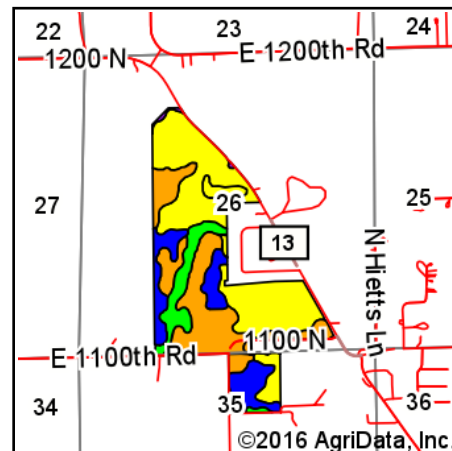 22
23
24
1200 N
E 1200th Rd
27
26
25
13
N Hietts Ln
1100 N
E 1100th Rd
34
35
36
©2016 AgriData, Inc.